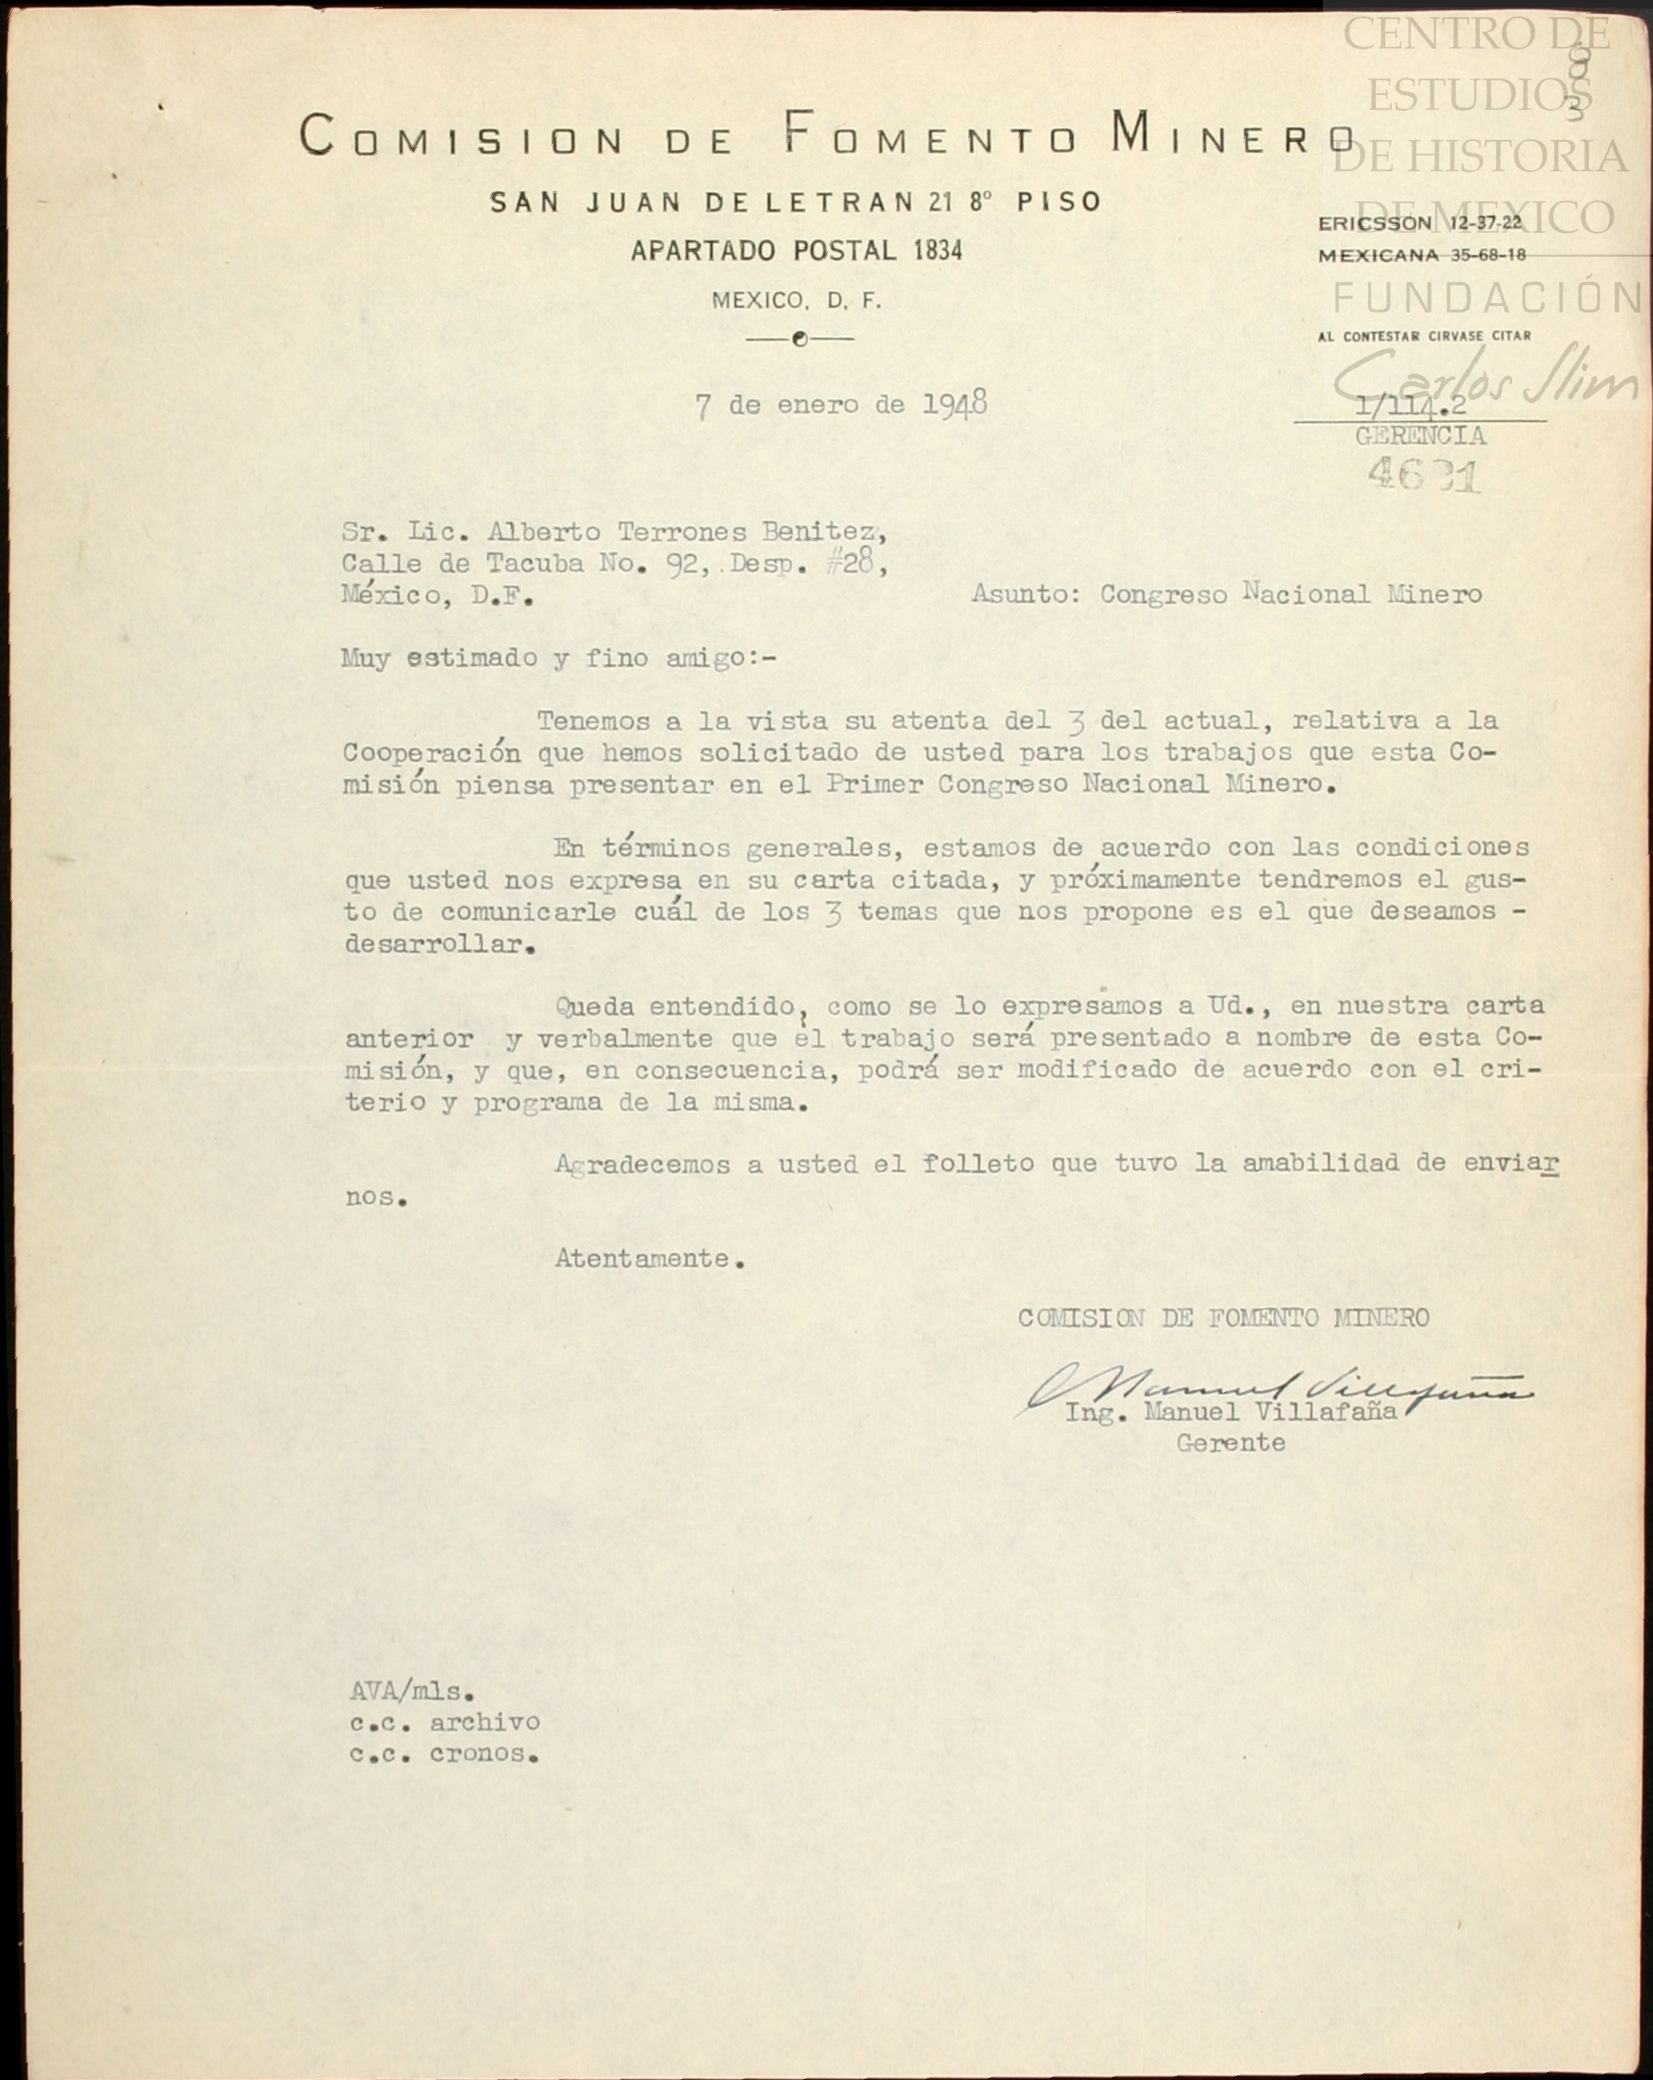 CENTRO DE
ESTUDIOS
DE HISTORIA
DE MEXICO
FUNDACIÓN
Carlos Slim
COMISION DE FOMENTO MINERO
SAN JUAN DE LETRAN 21 8º PISO
APARTADO POSTAL 1834
MEXICO, D. F.
ERICSSON 12-37-22
MEXICANA 35-68-18
AL CONTESTAR CIRVASE CITAR
7 de enero de 1948
1/114.2
GERENCIA
Sr. Lic. Alberto Terrones Benitez,
Calle de Tacuba No. 92, Desp. #28,
México, D.F.
Asunto: Congreso Nacional Minero
Muy estimado y fino amigo:-
Tenemos a la vista su atenta del 3 del actual, relativa a la
Cooperación que hemos solicitado de usted para los trabajos que esta Co-
misión piensa presentar en el Primer Congreso Nacional Minero.
En términos generales, estamos de acuerdo con las condiciones
que usted nos expresa en su carta citada, y próximamente tendremos el gus-
to de comunicarle cuál de los 3 temas que nos propone es el que deseamos -
desarrollar.
Queda entendido, como se lo expresamos a Ud., en nuestra carta
anterior y verbalmente que el trabajo será presentado a nombre de esta Co-
misión, y que, en consecuencia, podrá ser modificado de acuerdo con el cri-
terio y programa de la misma.
Agradecemos a usted el folleto que tuvo la amabilidad de enviar
nos.
Atentamente.
COMISION DE FOMENTO MINERO
Manuel Villafaña
Ing. Manuel Villafaña
Gerente
AVA/mls.
c.c. archivo
c.c. cronos.